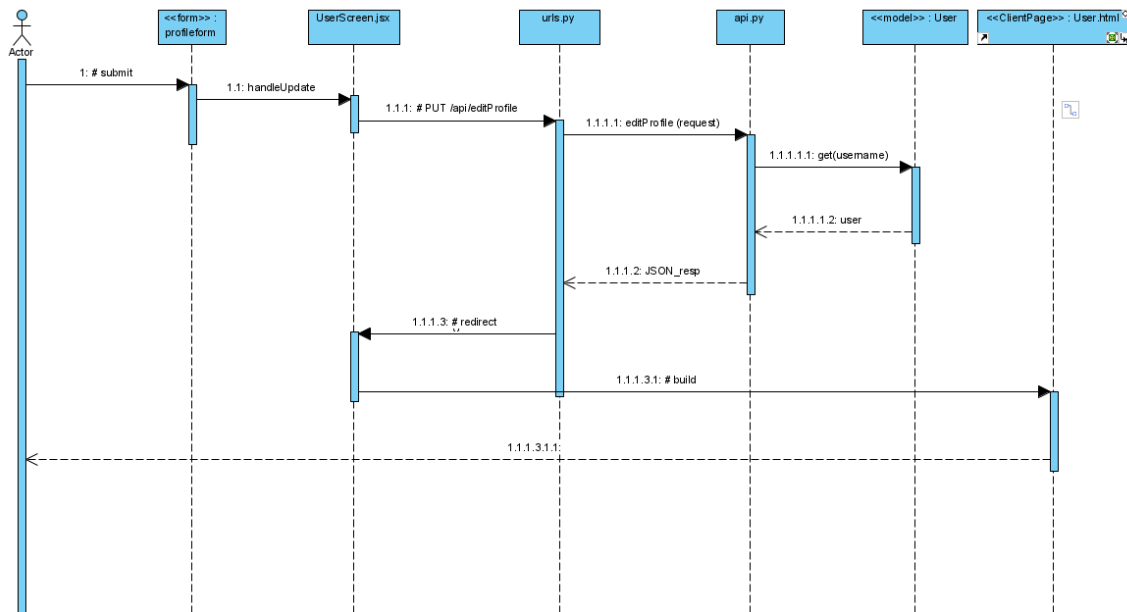 <<form>> :
profileform
UserScreen.jsx
urls.py
api.py
<<model>> : User
<<ClientPage>> : User.html
Actor
1: # submit
1.1: handleUpdate
1.1.1: # PUT /api/editProfile
1.1.1.1: editProfile (request)
1.1.1.1.1: get(username)
1.1.1.1.2: user
1.1.1.2: JSON_resp
1.1.1.3: # redirect
1.1.1.3.1: # build
1.1.1.3.1.1: